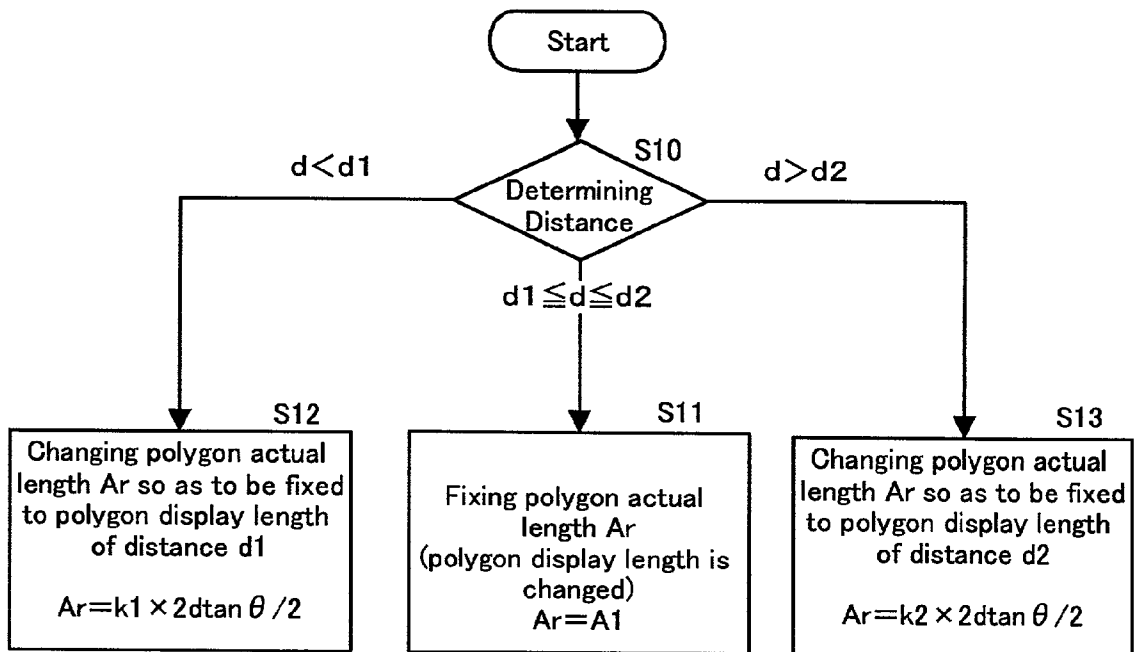 Start
S10
d<d1
d>d2
Determining
Distance
d1≦d≦d2
S12
Changing polygon actual
length Ar so as to be fixed
to polygon display length
of distance d1
Ar=k1×2dtan θ/2
S11
Fixing polygon actual
length Ar
(polygon display length is
changed)
Ar=A1
S13
Changing polygon actual
length Ar so as to be fixed
to polygon display length
of distance d2
Ar=k2×2dtan θ/2